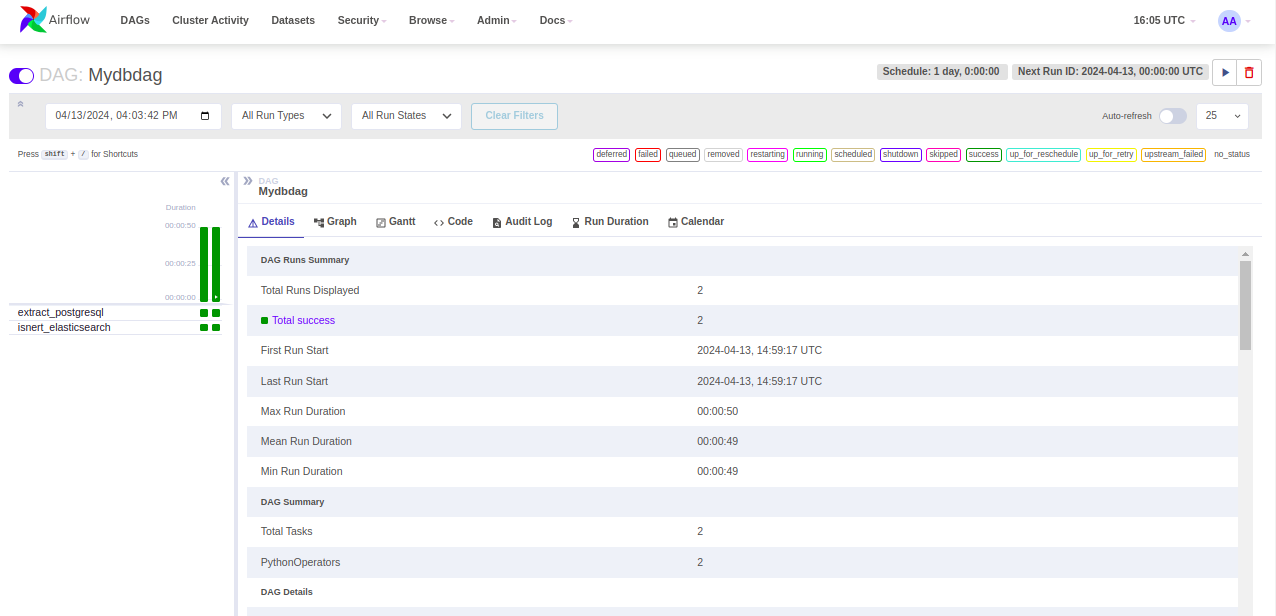 Airflow DAGs Cluster Activity Datasets Security Browse Admin Docs 16:05 UTC AA
DAG: Mydbdag Schedule: 1 day, 0:00:00 Next Run ID: 2024-04-13, 00:00:00 UTC
04/13/2024, 04:03:42 PM All Run Types All Run States Clear Filters Auto-refresh 25
Press shift + / for Shortcuts deferred failed queued removed restarting running scheduled shutdown skipped success up_for_reschedule up_for_retry upstream_failed no_status
DAG
Mydbdag
Duration
00:00:50
00:00:25
00:00:00
extract_postgresql
isnert_elasticsearch
Details Graph Gantt Code Audit Log Run Duration Calendar
DAG Runs Summary
Total Runs Displayed 2
Total success 2
First Run Start 2024-04-13, 14:59:17 UTC
Last Run Start 2024-04-13, 14:59:17 UTC
Max Run Duration 00:00:50
Mean Run Duration 00:00:49
Min Run Duration 00:00:49
DAG Summary
Total Tasks 2
PythonOperators 2
DAG Details